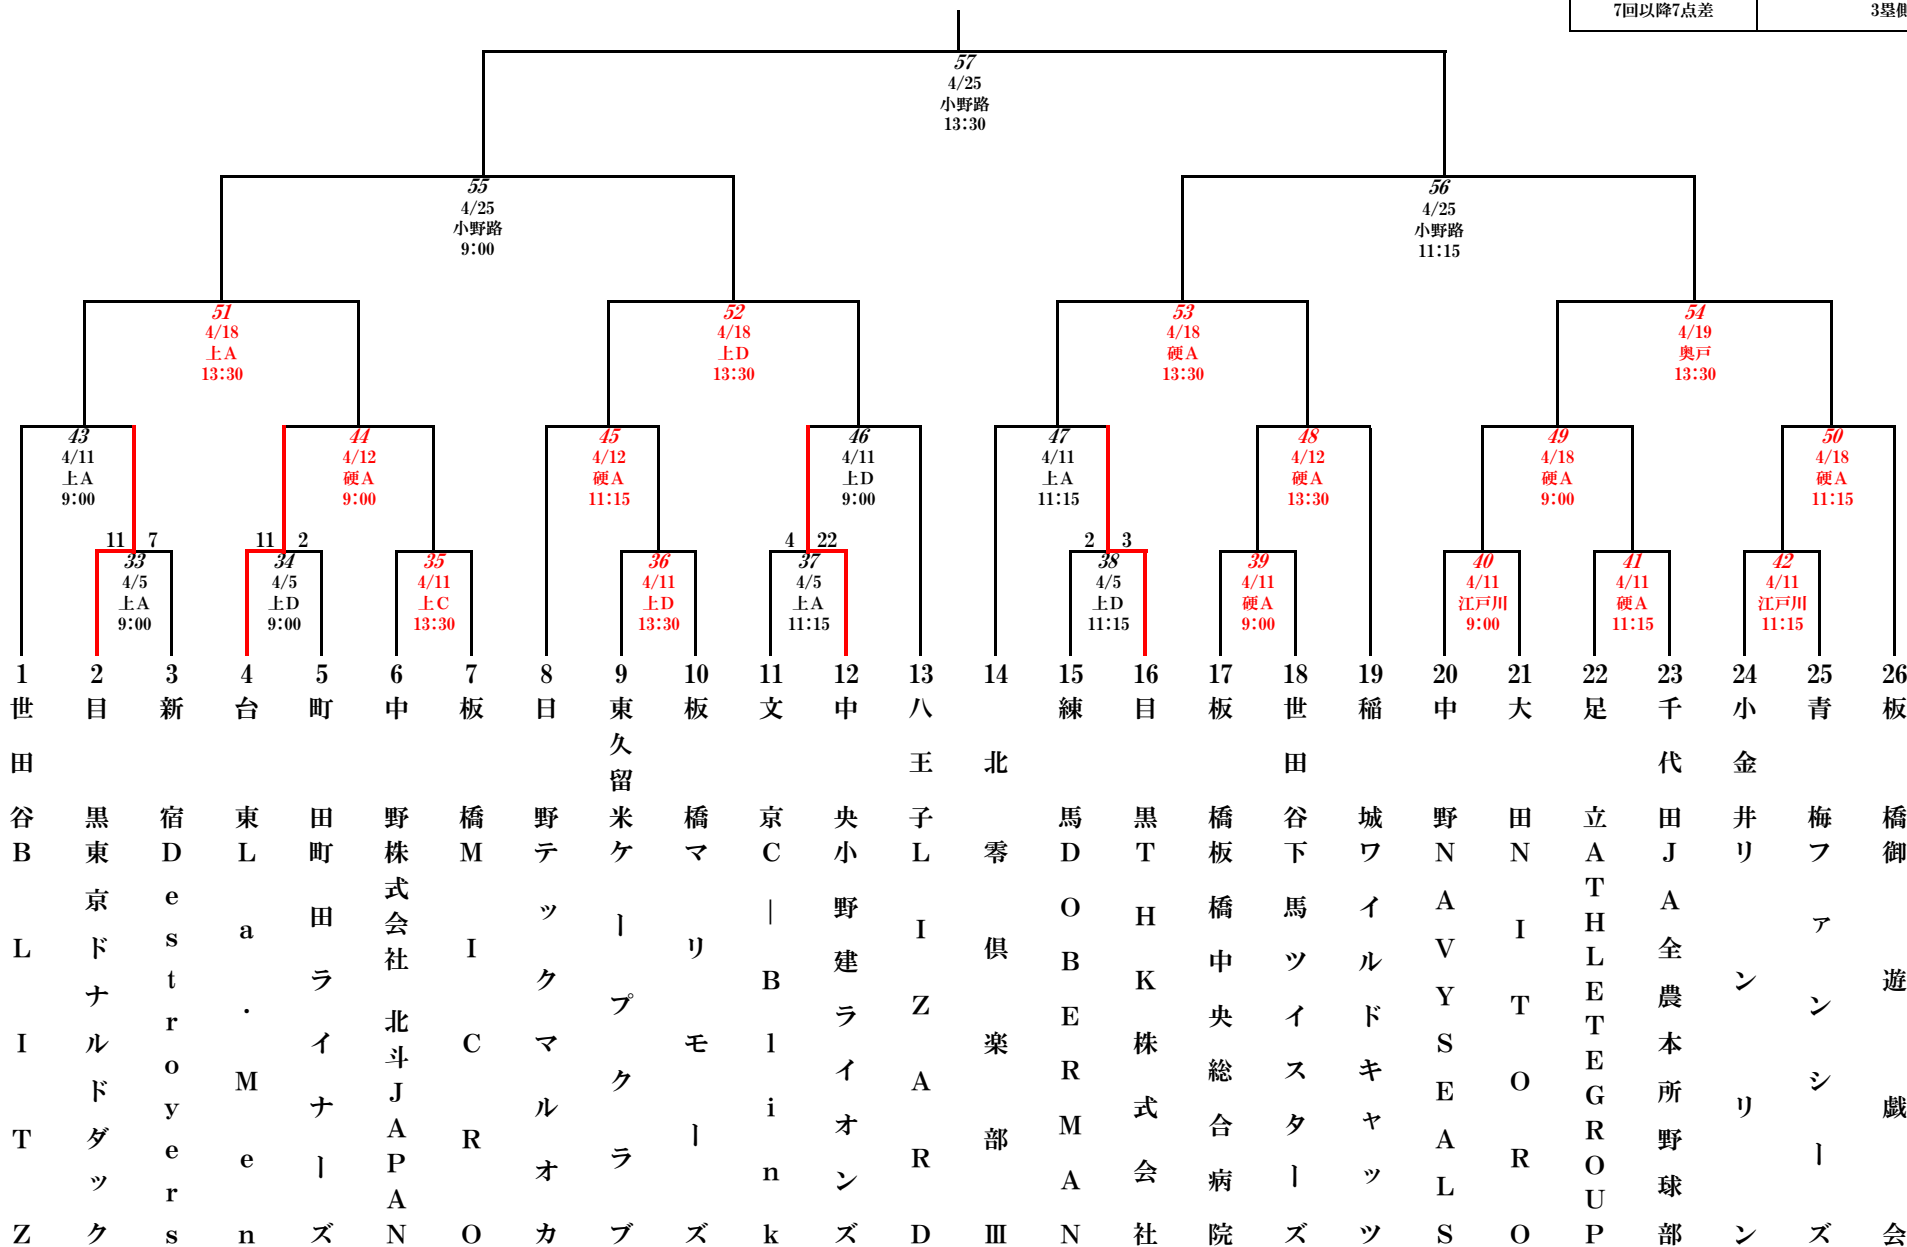 7回以降7点差
3塁側
57
4/25
小野路
13:30
55
4/25
小野路
9:00
56
4/25
小野路
11:15
51
4/18
上A
13:30
52
4/18
上D
13:30
53
4/18
硬A
13:30
54
4/19
奥戸
13:30
43
4/11
上A
9:00
44
4/12
硬A
9:00
45
4/12
硬A
11:15
46
4/11
上D
9:00
47
4/11
上A
11:15
48
4/12
硬A
13:30
49
4/18
硬A
9:00
50
4/18
硬A
11:15
11 7
33
4/5
上A
9:00
11 2
34
4/5
上D
9:00
35
4/11
上C
13:30
36
4/11
上D
13:30
4 22
37
4/5
上A
11:15
2 3
38
4/5
上D
11:15
39
4/11
硬A
9:00
40
4/11
江戸川
9:00
41
4/11
硬A
11:15
42
4/11
江戸川
11:15
1 世田谷BLITZ
2 目黒東京ドナルドダック
3 新宿Destroyers
4 台東La.Men
5 町田町田ライナーズ
6 中野株式会社 北斗JAPAN
7 板橋MICRO
8 日野テックマルオカ
9 東久留米ケープクラブ
10 板橋マリモーズ
11 文京C―Blink
12 中央小野建ライオンズ
13 八王子LIZARD
14 北零倶楽部Ⅲ
15 練馬DOBERMAN
16 目黒THK株式会社
17 板橋板橋中央総合病院
18 世田谷下馬ツイスターズ
19 稲城ワイルドキャッツ
20 中野NAVYSEALS
21 大田NITORO
22 足立ATHLETEGROUP
23 千代田JA全農本所野球部
24 小金井リンリン
25 青梅ファンシーズ
26 板橋御遊戯会